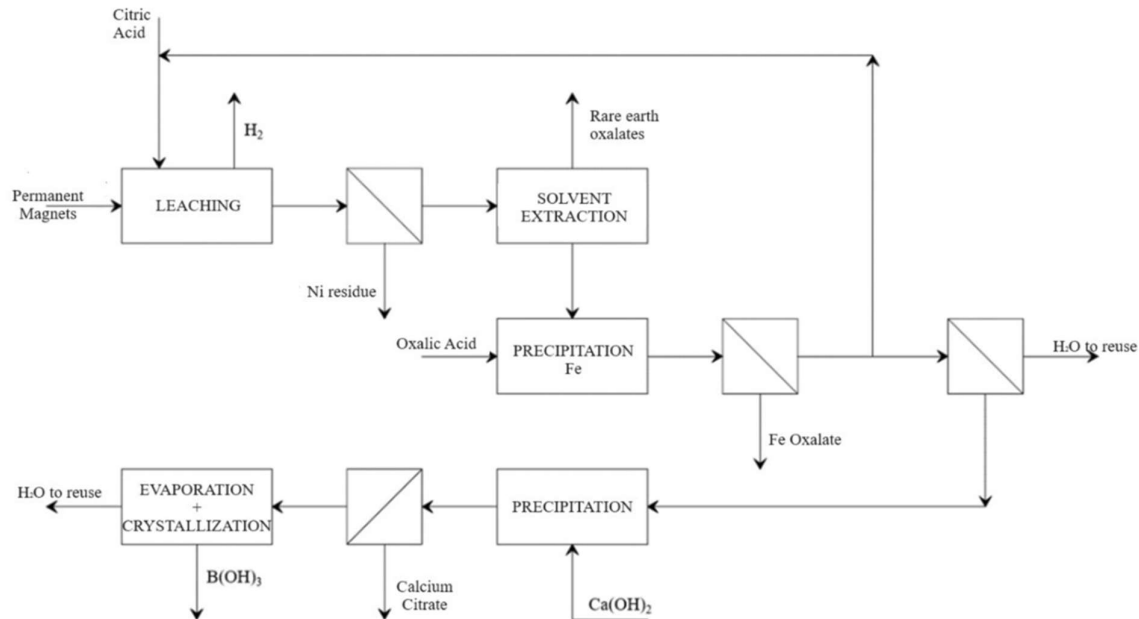 Citric
Acid
H₂
Rare earth
oxalates
Permanent
Magnets
LEACHING
SOLVENT
EXTRACTION
Ni residue
Oxalic Acid
PRECIPITATION
Fe
H₂O to reuse
Fe Oxalate
H₂O to reuse
EVAPORATION
+
CRYSTALLIZATION
PRECIPITATION
B(OH)₃
Calcium
Citrate
Ca(OH)₂